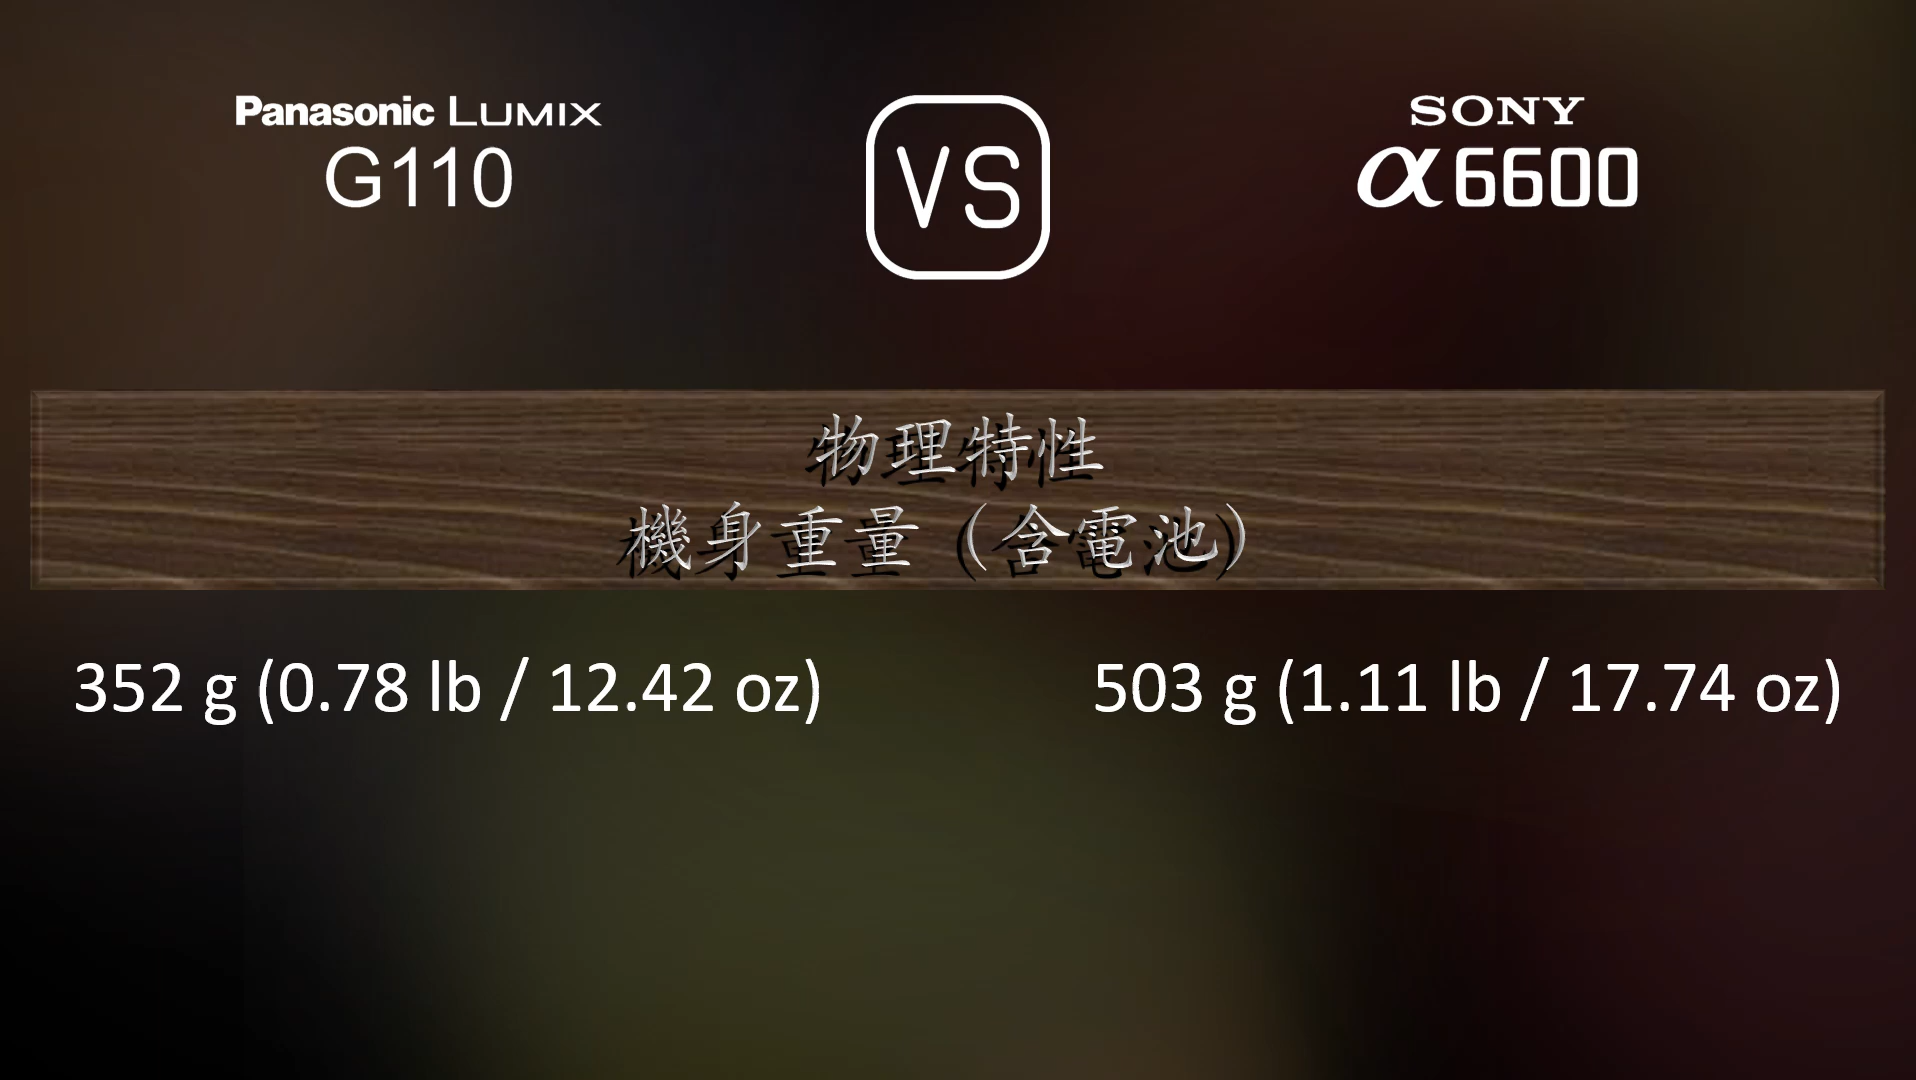 Panasonic LUMIX
G110
VS
SONY
α6600
物理特性
機身重量（含電池）
352 g (0.78 lb / 12.42 oz)
503 g (1.11 lb / 17.74 oz)